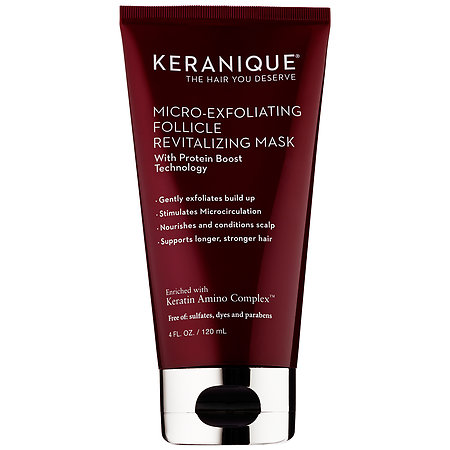 KERANIQUE®
THE HAIR YOU DESERVE
MICRO-EXFOLIATING
FOLLICLE
REVITALIZING MASK
With Protein Boost
Technology
· Gently exfoliates build up
· Stimulates Microcirculation
· Nourishes and conditions scalp
· Supports longer, stronger hair
Enriched with
Keratin Amino Complex™
Free of: sulfates, dyes and parabens
4 FL. OZ. / 120 mL